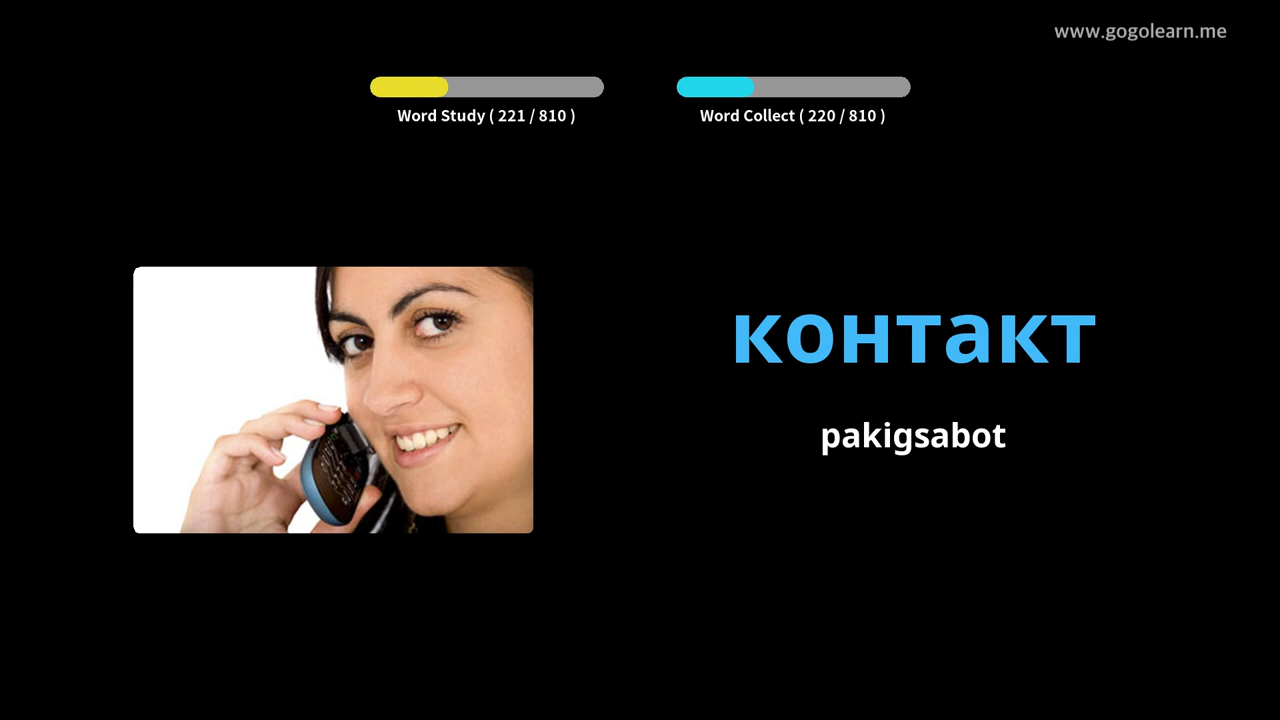 www.gogolearn.me
Word Study ( 221 / 810 )
Word Collect ( 220 / 810 )
контакт
pakigsabot